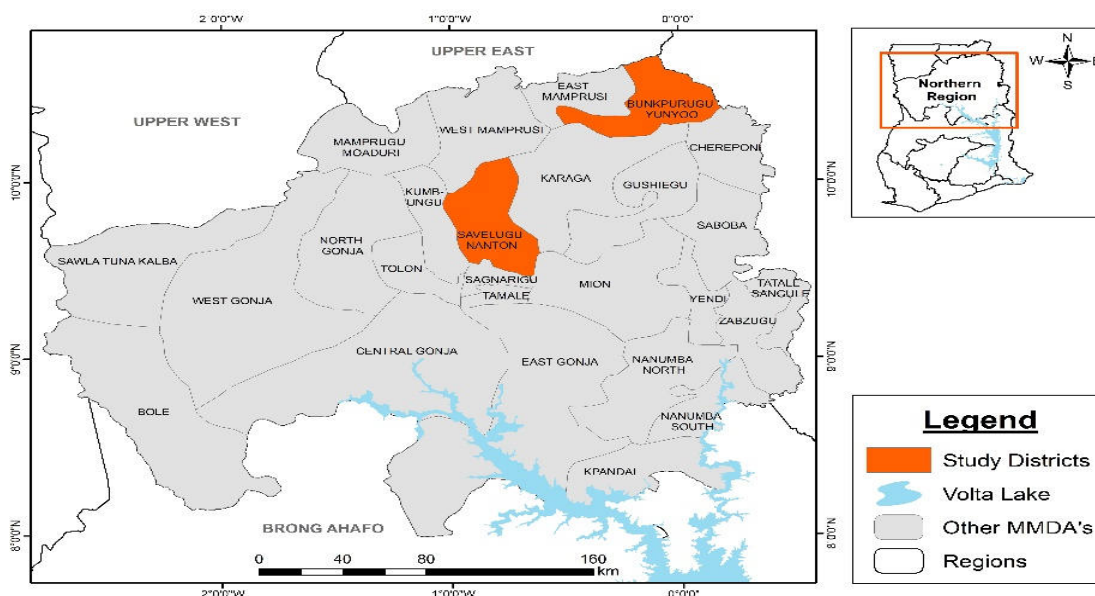 2°0'0"W
1°0'0"W
0°0'0"
UPPER EAST
UPPER WEST
EAST
MAMPRUSI
BUNKPURUGU
YUNYOO
WEST MAMPRUSI
MAMPRUGU
MOADURI
CHEREPONI
10°0'0"N
10°0'0"N
KARAGA
GUSHIEGU
KUMB-
UNGU
SABOBA
SAVELUGU
NANTON
NORTH
GONJA
SAWLA TUNA KALBA
TOLON
SAGNARIGU
MION
TATALE
SANGULE
WEST GONJA
TAMALE
YENDI
ZABZUGU
9°0'0"N
9°0'0"N
CENTRAL GONJA
EAST GONJA
NANUMBA
NORTH
BOLE
NANUMBA
SOUTH
KPANDAI
BRONG AHAFO
8°0'0"N
8°0'0"N
0 40 80 160
km
2°0'0"W
1°0'0"W
0°0'0"
N
W E
S
Northern
Region
Legend
Study Districts
Volta Lake
Other MMDA's
Regions